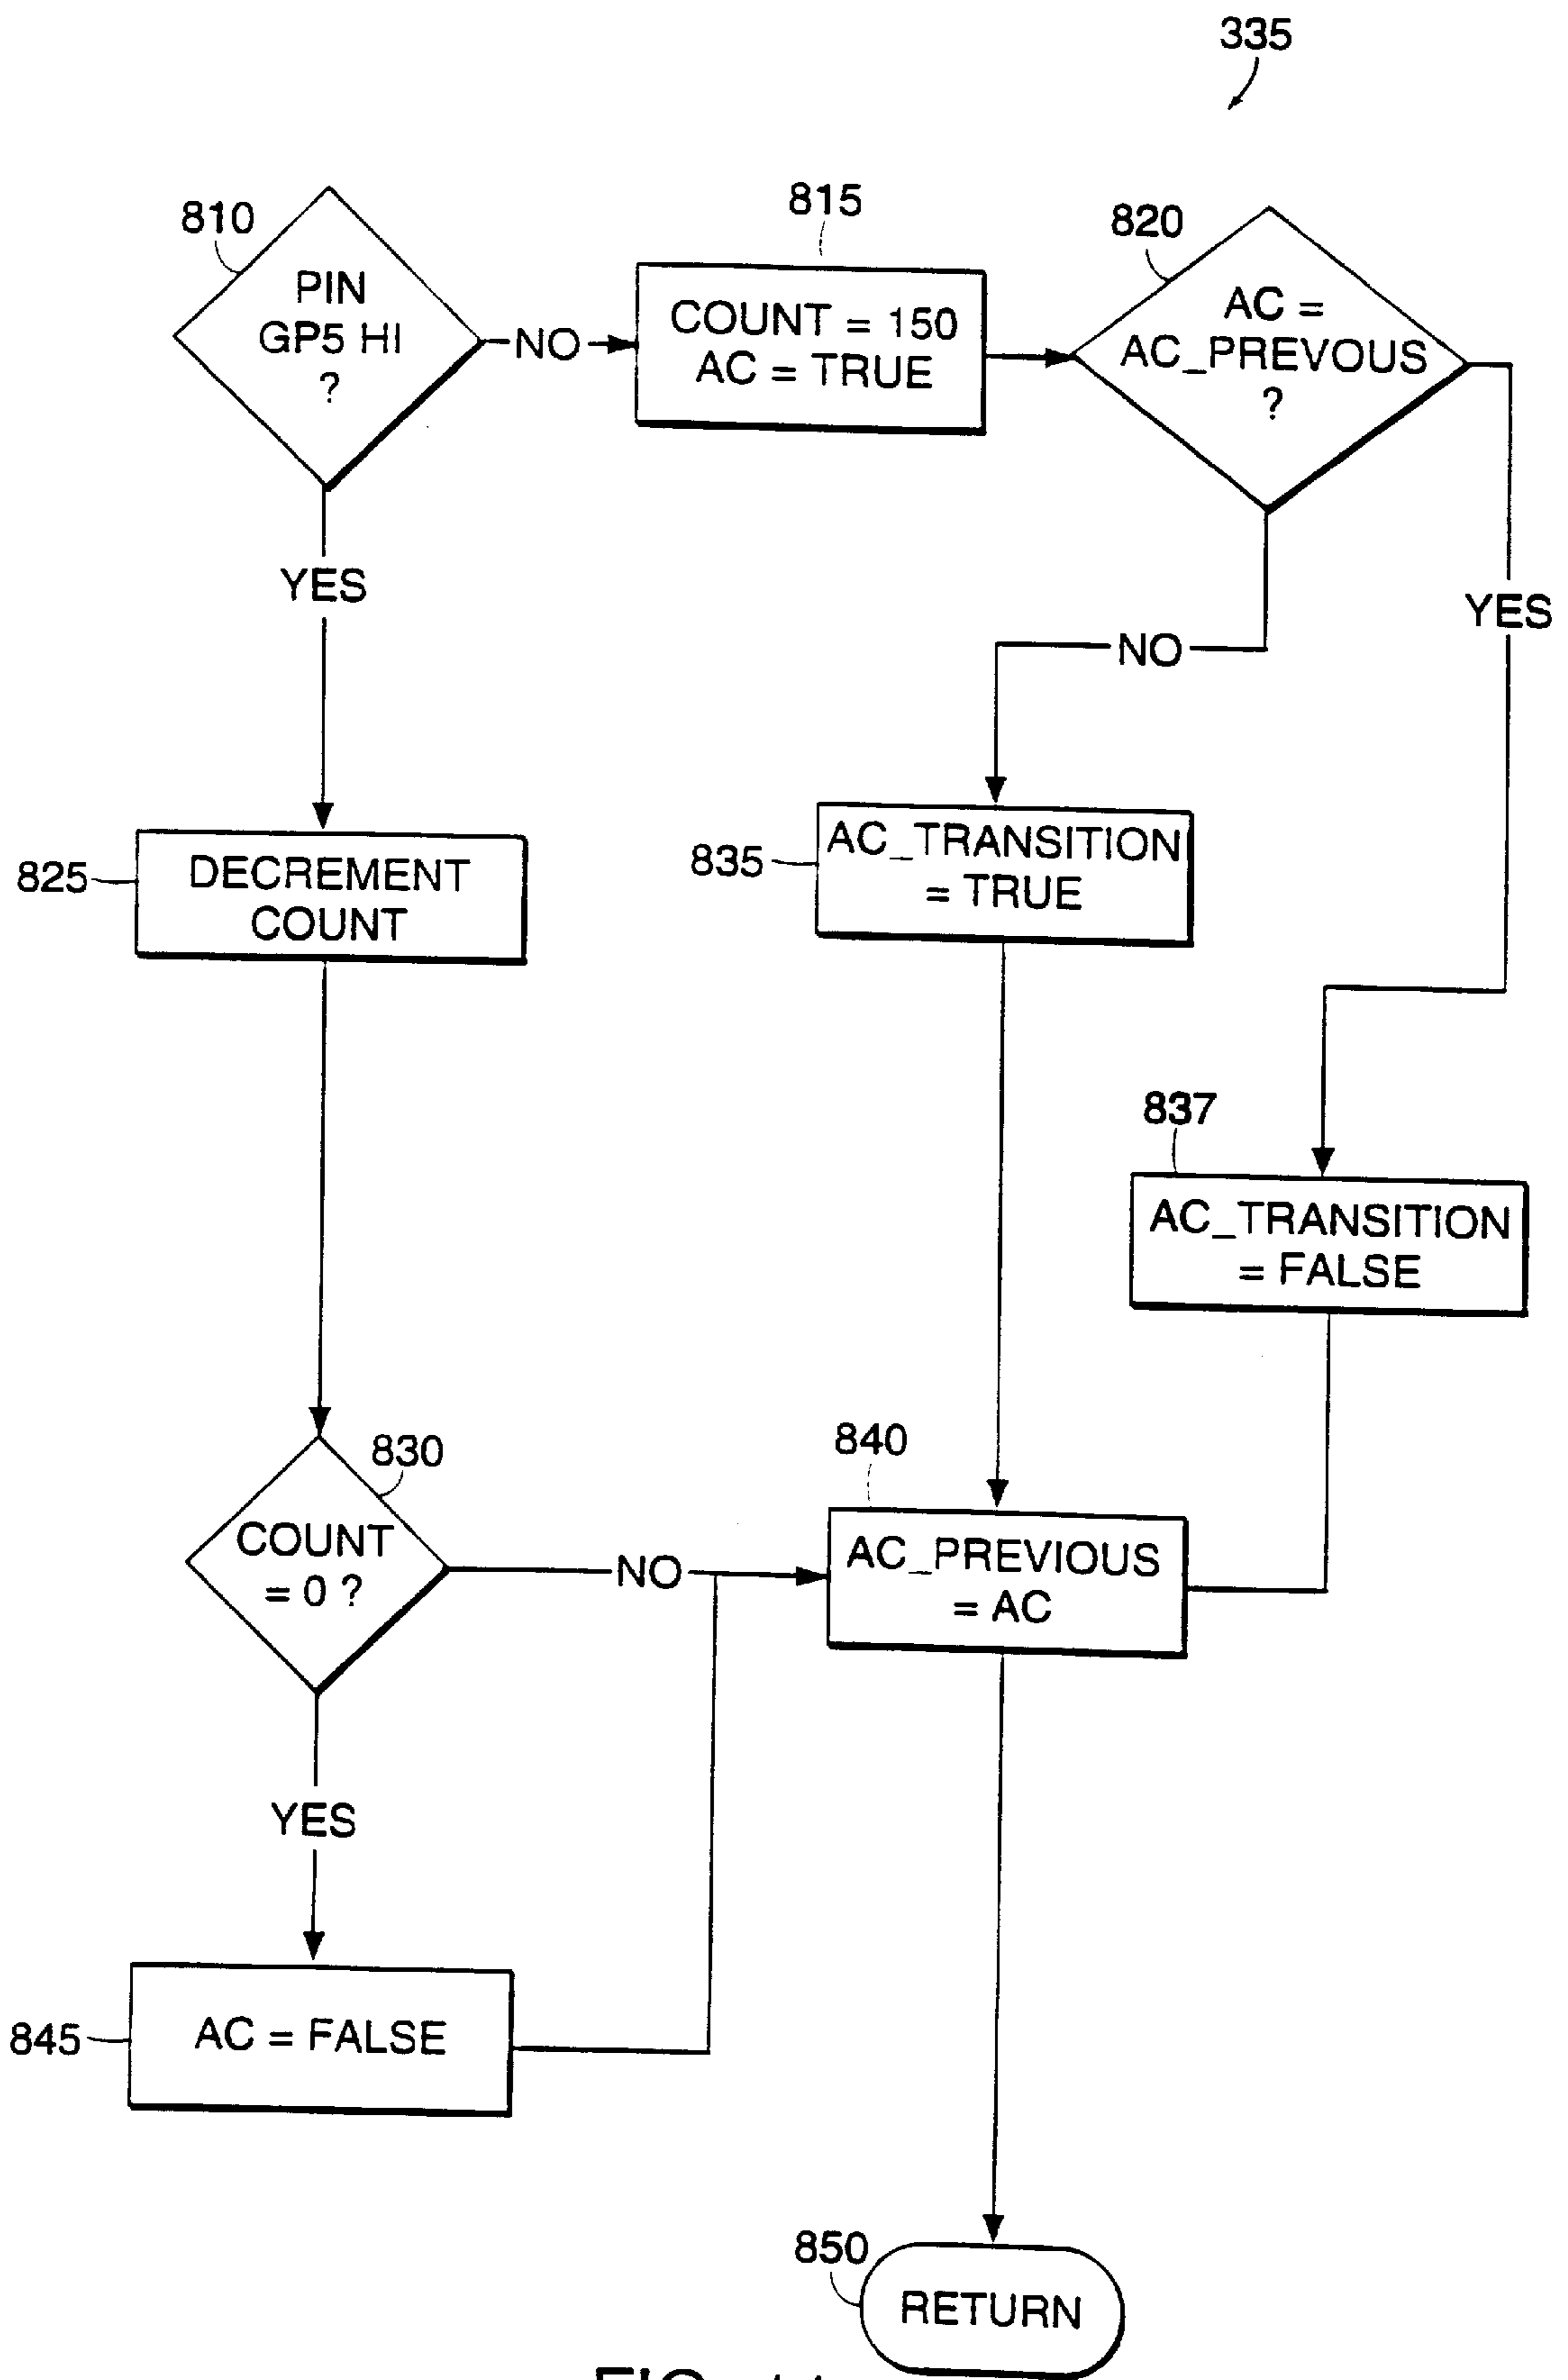 335
810
PIN
GP5 HI
?
NO
815
COUNT = 150
AC = TRUE
820
AC =
AC_PREVOUS
?
YES
YES
NO
825
DECREMENT
COUNT
835
AC_TRANSITION
= TRUE
837
AC_TRANSITION
= FALSE
830
COUNT
= 0 ?
NO
840
AC_PREVIOUS
= AC
YES
845
AC = FALSE
850
RETURN